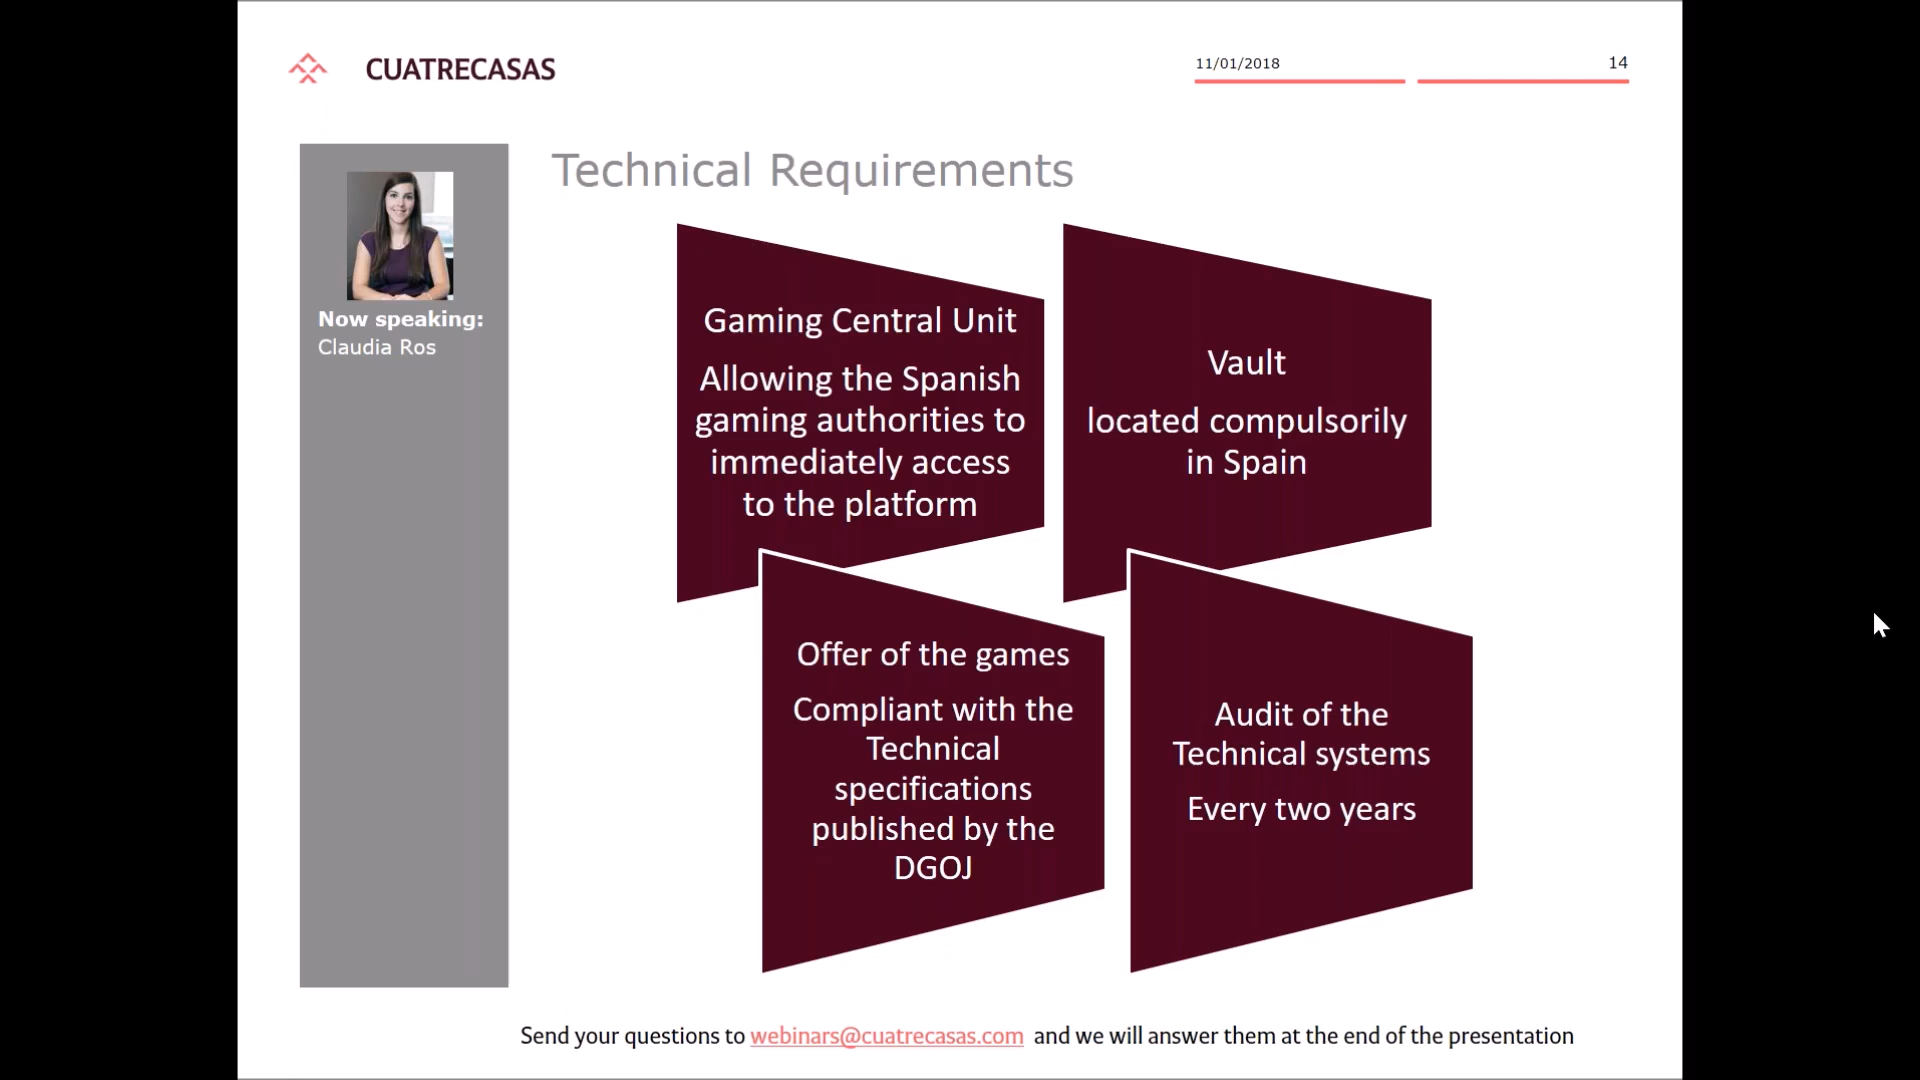 CUATRECASAS
11/01/2018
14
Now speaking:
Claudia Ros
Technical Requirements
Gaming Central Unit
Allowing the Spanish
gaming authorities to
immediately access
to the platform
Vault
located compulsorily
in Spain
Offer of the games
Compliant with the
Technical
specifications
published by the
DGOJ
Audit of the
Technical systems
Every two years
Send your questions to webinars@cuatrecasas.com and we will answer them at the end of the presentation